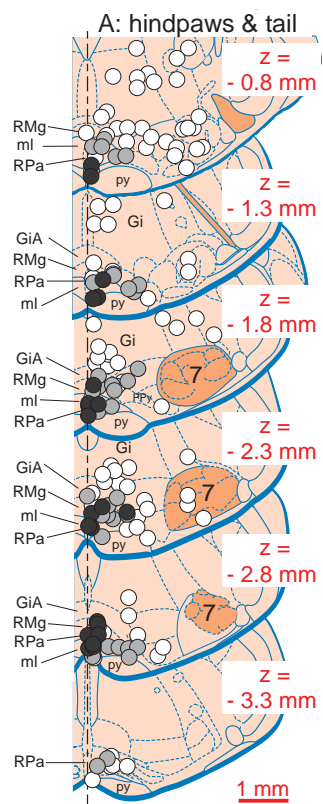 A: hindpaws & tail
z =
- 0.8 mm
RMg
ml
RPa
py
z =
- 1.3 mm
Gi
GiA
RMg
RPa
ml
py
z =
- 1.8 mm
Gi
GiA
RMg
ml
RPa
PPy
py
7
z =
- 2.3 mm
Gi
GiA
RMg
ml
RPa
py
7
z =
- 2.8 mm
GiA
RMg
RPa
ml
py
7
z =
- 3.3 mm
RPa
py
1 mm